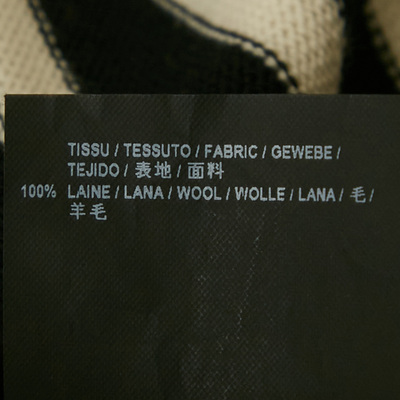 TISSU / TESSUTO / FABRIC / GEWEBE /
TEJIDO / 表地 / 面料
100% LAINE / LANA / WOOL / WOLLE / LANA / 毛 /
羊毛